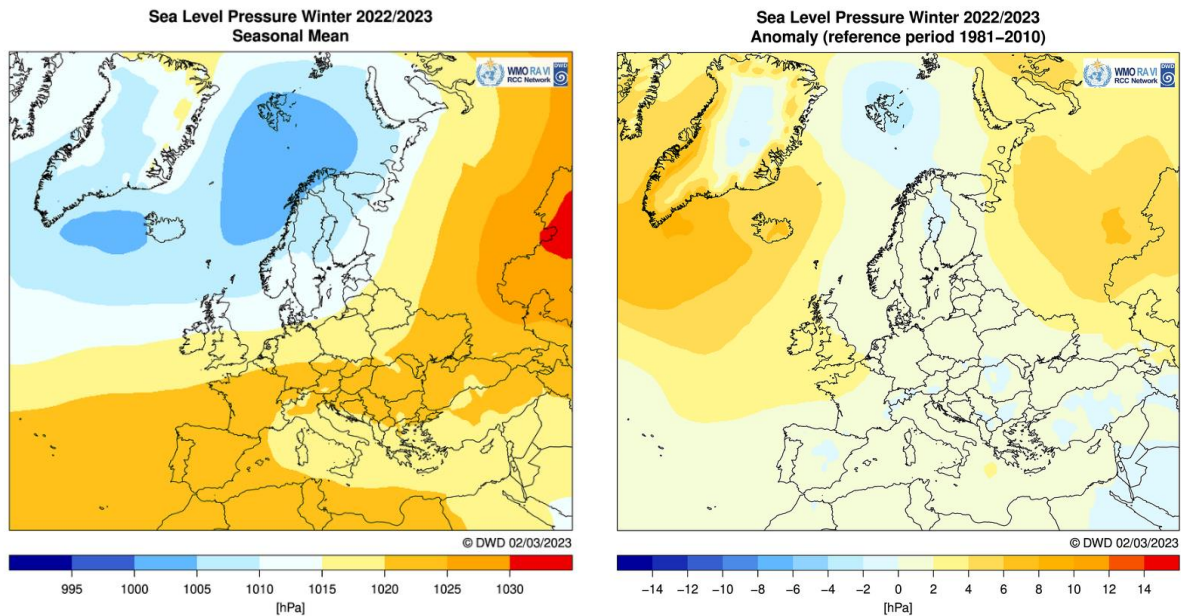 Sea Level Pressure Winter 2022/2023
Seasonal Mean
WMO RA VI
RCC Network
DWD
© DWD 02/03/2023
995 1000 1005 1010 1015 1020 1025 1030
[hPa]
Sea Level Pressure Winter 2022/2023
Anomaly (reference period 1981−2010)
WMO RA VI
RCC Network
DWD
© DWD 02/03/2023
−14 −12 −10 −8 −6 −4 −2 0 2 4 6 8 10 12 14
[hPa]